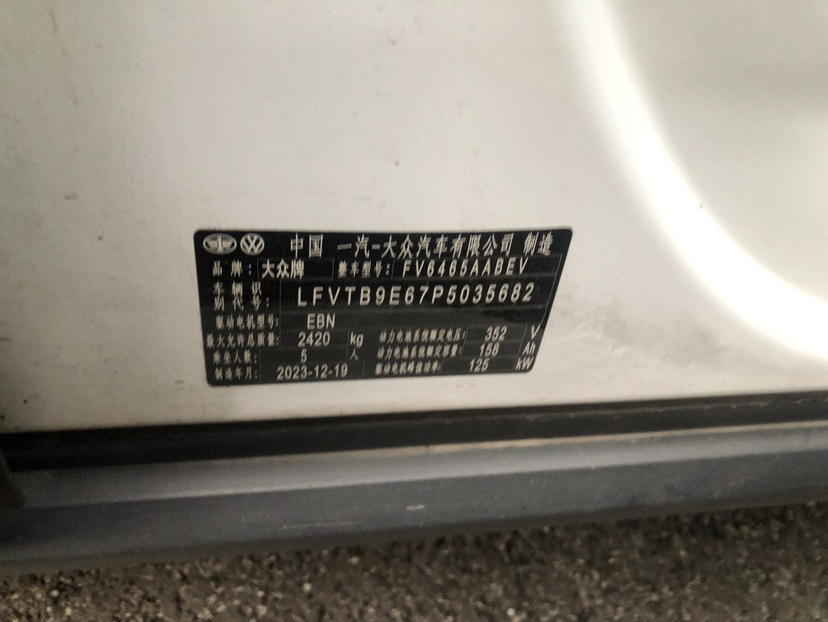 中国 一汽-大众汽车有限公司 制造
品牌：大众牌 整车型号：FV6465AABEV
车辆识别代号：LFVTB9E67P5035682
驱动电机型号：EBN
动力电池系统额定电压：352 V
最大允许总质量：2420 kg
动力电池系统额定容量：158 Ah
乘坐人数：5 人
驱动电机峰值功率：125 kW
制造年月：2023-12-19